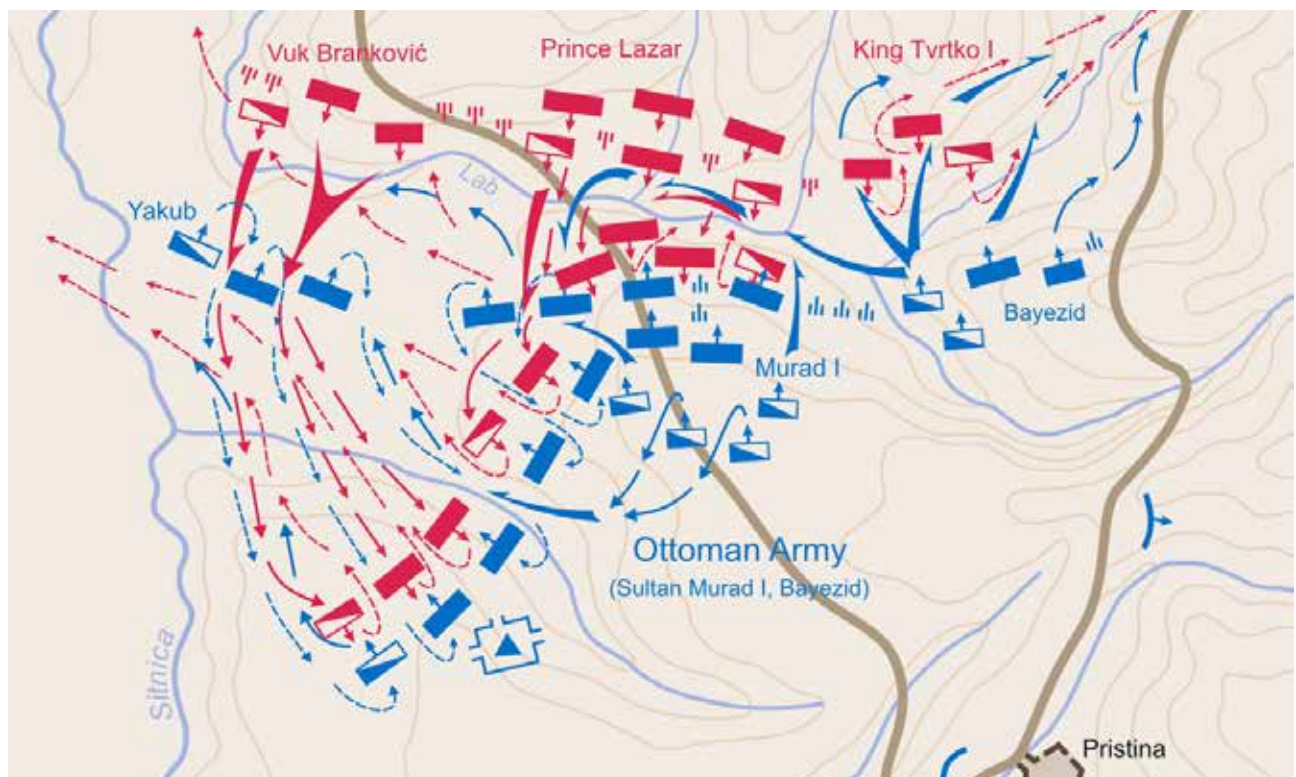 Vuk Branković
Prince Lazar
King Tvrtko I
Lab
Yakub
Bayezid
Murad I
Ottoman Army
(Sultan Murad I, Bayezid)
Sitnica
Pristina